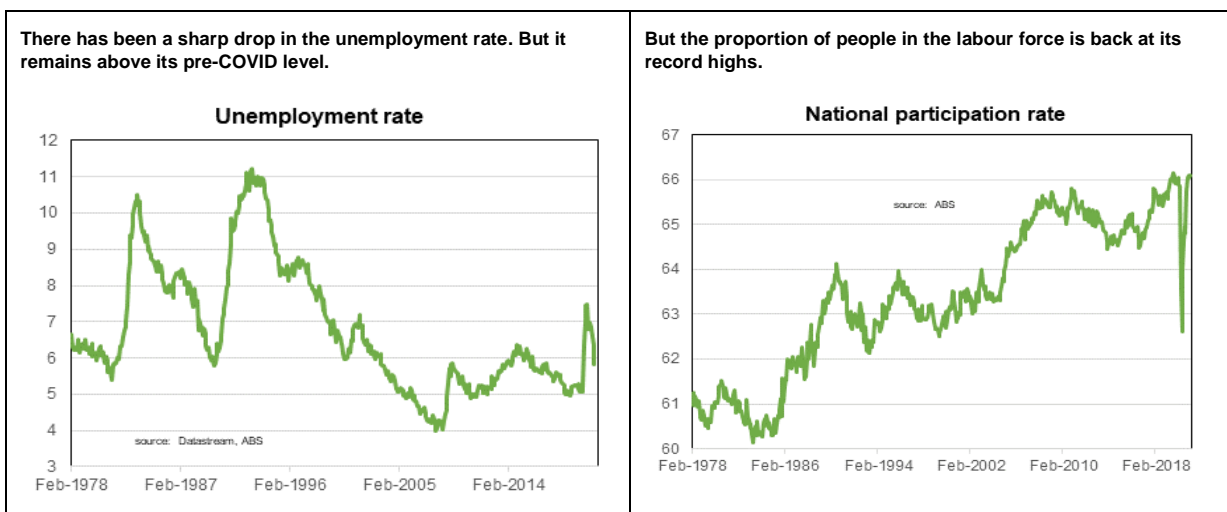 There has been a sharp drop in the unemployment rate. But it
remains above its pre-COVID level.
Unemployment rate
12
11
10
9
8
7
6
5
4
3
source: Datastream, ABS
Feb-1978
Feb-1987
Feb-1996
Feb-2005
Feb-2014
But the proportion of people in the labour force is back at its
record highs.
National participation rate
67
66
65
64
63
62
61
60
source: ABS
Feb-1978
Feb-1986
Feb-1994
Feb-2002
Feb-2010
Feb-2018